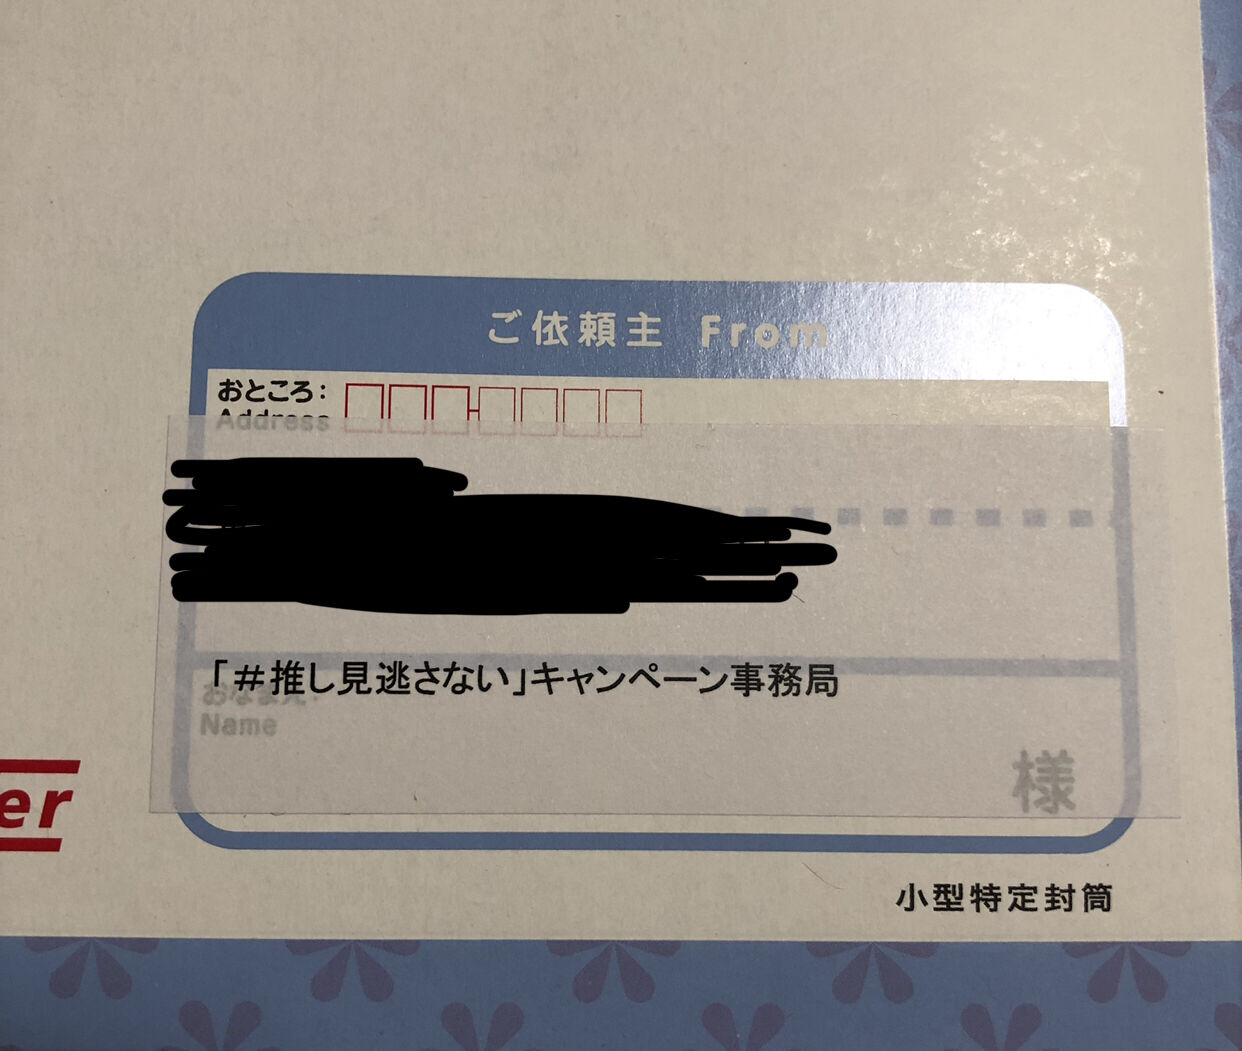 ご依頼主 From
おところ:
Address
「#推し見逃さない」キャンペーン事務局
おなまえ:
Name
様
er
小型特定封筒